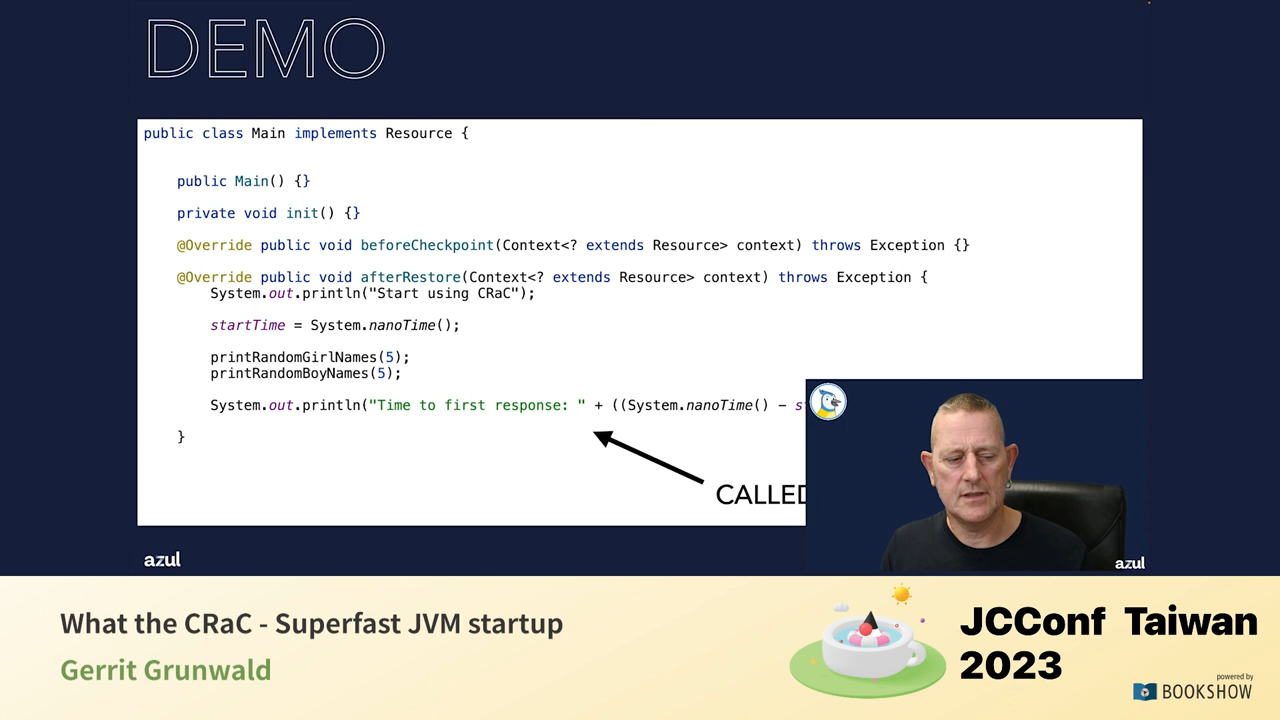 DEMO
public class Main implements Resource {
public Main() {}
private void init() {}
@Override public void beforeCheckpoint(Context<? extends Resource> context) throws Exception {}
@Override public void afterRestore(Context<? extends Resource> context) throws Exception {
System.out.println("Start using CRaC");
startTime = System.nanoTime();
printRandomGirlNames(5);
printRandomBoyNames(5);
System.out.println("Time to first response: " + ((System.nanoTime() -
}
CALLED
azul
azul
What the CRaC - Superfast JVM startup
Gerrit Grunwald
JCConf Taiwan
2023
powered by
BOOKSHOW